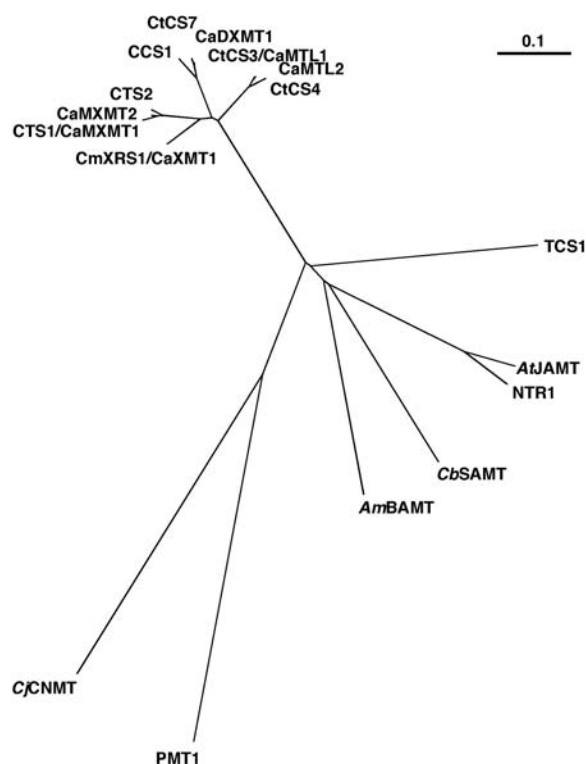 CtCS7
CaDXMT1
0.1
CCS1
CtCS3/CaMTL1
CaMTL2
CtCS4
CTS2
CaMXMT2
CTS1/CaMXMT1
CmXRS1/CaXMT1
TCS1
AtJAMT
NTR1
CbSAMT
AmBAMT
CjCNMT
PMT1